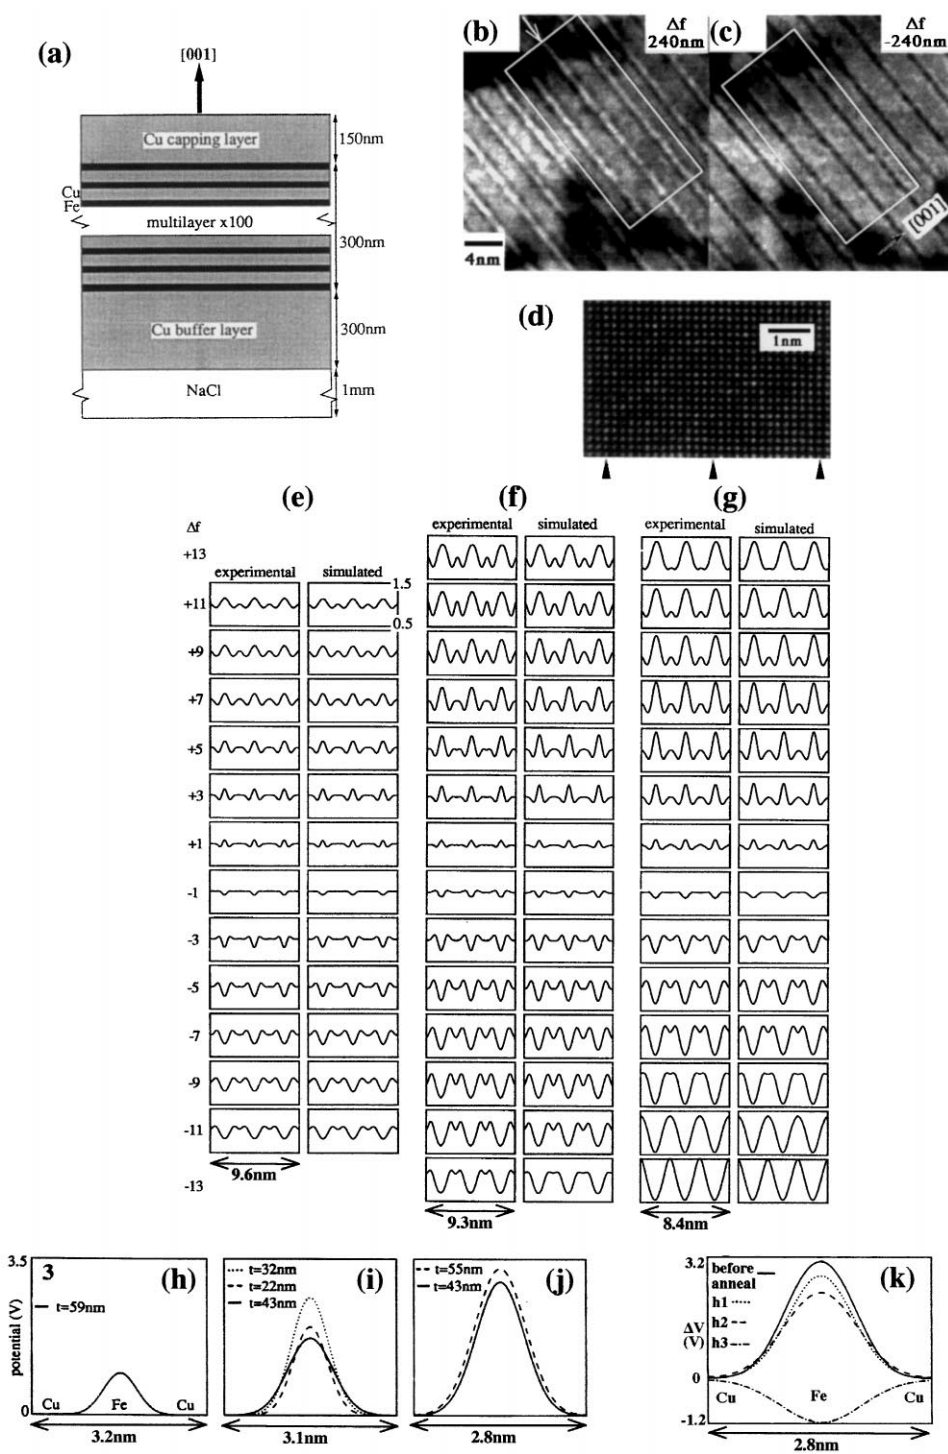 (a)
[001]
Cu capping layer
150nm
Cu
Fe
multilayer x100
300nm
Cu buffer layer
300nm
NaCl
1mm
(b)
Δf
240nm
(c)
Δf
-240nm
[001]
4nm
(d)
1nm
(e)
(f)
(g)
Δf
experimental
simulated
experimental
simulated
+13
experimental
simulated
1.5
+11
0.5
+9
+7
+5
+3
+1
-1
-3
-5
-7
-9
-11
9.6nm
-13
9.3nm
8.4nm
3.5
3
(h)
t=59nm
potential (V)
0
Cu
Fe
Cu
3.2nm
t=32nm
t=22nm
t=43nm
(i)
3.1nm
t=55nm
t=43nm
(j)
2.8nm
3.2
before
anneal
(k)
h1
h2
h3
ΔV
(V)
0
Cu
Fe
Cu
-1.2
2.8nm